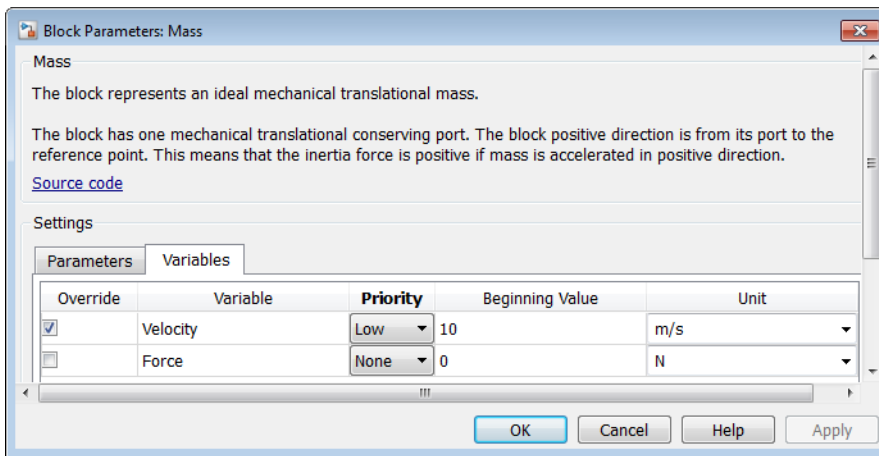 Block Parameters: Mass
Mass
The block represents an ideal mechanical translational mass.
The block has one mechanical translational conserving port. The block positive direction is from its port to the
reference point. This means that the inertia force is positive if mass is accelerated in positive direction.
Source code
Settings
Parameters Variables
Override Variable Priority Beginning Value Unit
Velocity Low 10 m/s
Force None 0 N
OK Cancel Help Apply